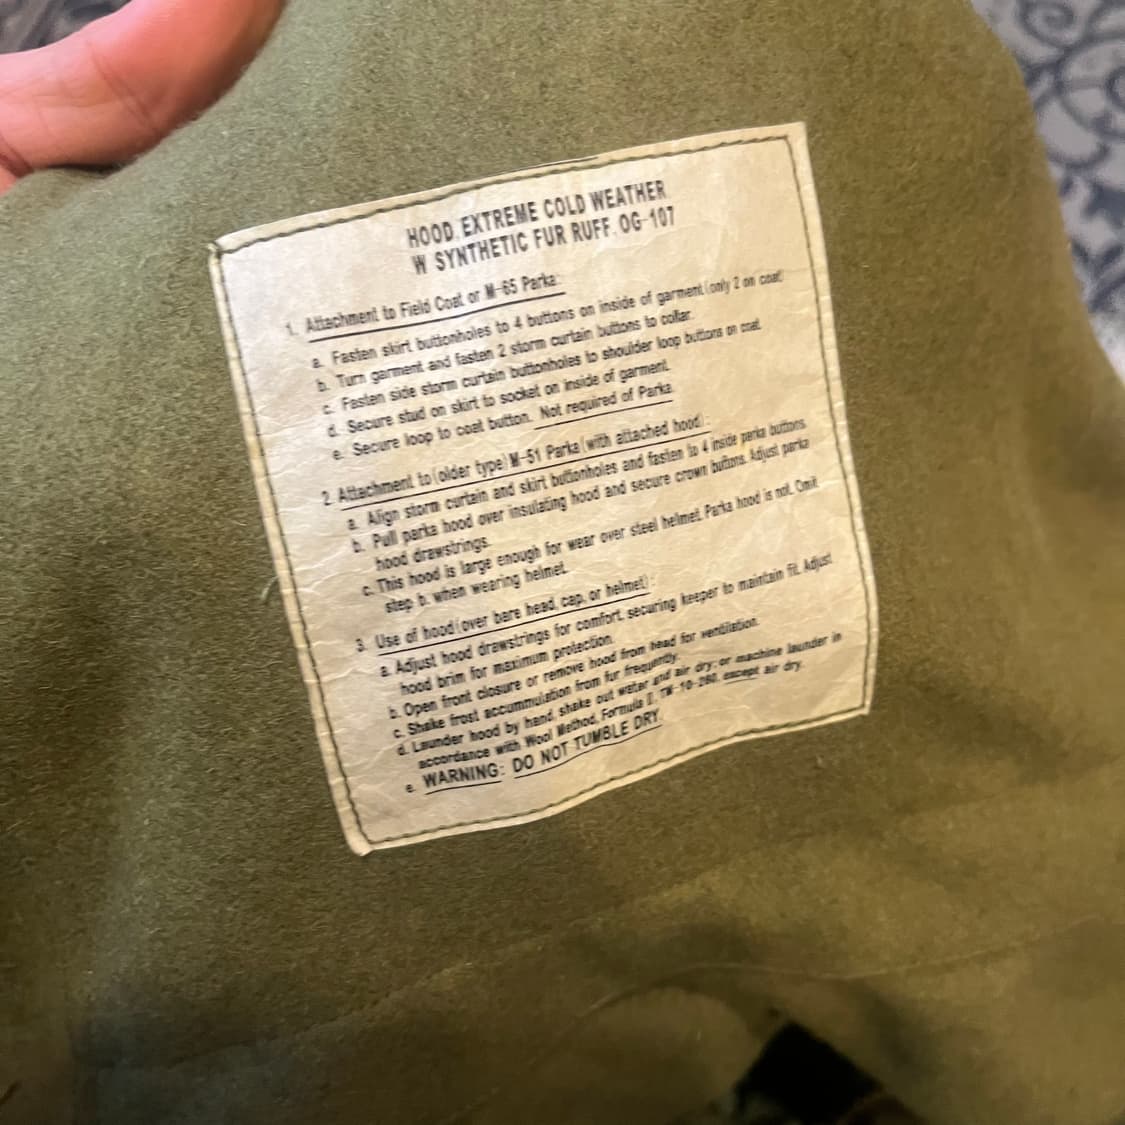 HOOD, EXTREME COLD WEATHER
W SYNTHETIC FUR RUFF, OG-107
1. Attachment to Field Coat or M-65 Parka:
a. Fasten skirt buttonholes to 4 buttons on inside of garment (only 2 on coat)
b. Turn garment and fasten 2 storm curtain buttons to collar.
c. Fasten side storm curtain buttonholes to shoulder loop buttons on coat.
d. Secure stud on skirt to socket on inside of garment.
e. Secure loop to coat button. Not required of Parka.
2. Attachment to (older type) M-51 Parka (with attached hood):
a. Align storm curtain and skirt buttonholes and fasten to 4 inside parka buttons.
b. Pull parka hood over insulating hood and secure crown buttons. Adjust parka
hood drawstrings.
c. This hood is large enough for wear over steel helmet. Parka hood is not. Omit
step b. when wearing helmet.
3. Use of hood (over bare head, cap, or helmet):
a. Adjust hood drawstrings for comfort, securing keeper to maintain fit. Adjust
hood brim for maximum protection.
b. Open front closure or remove hood from head for ventilation.
c. Shake frost accummulation from fur frequently.
d. Launder hood by hand, shake out water and air dry; or machine launder in
accordance with Wool Method, Formula II, TM-10-280, except air dry.
e. WARNING: DO NOT TUMBLE DRY.